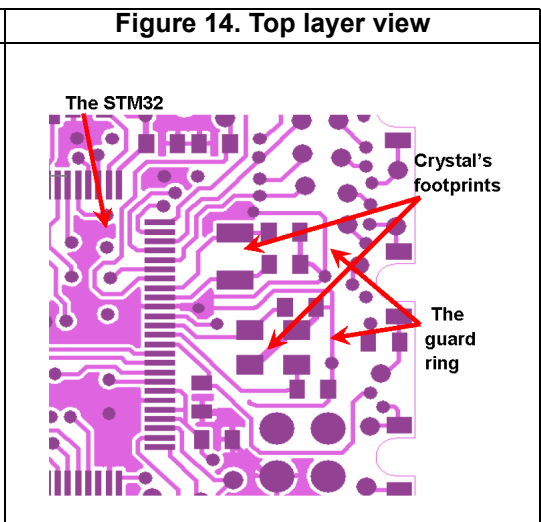 Figure 14. Top layer view
The STM32
Crystal's
footprints
The
guard
ring